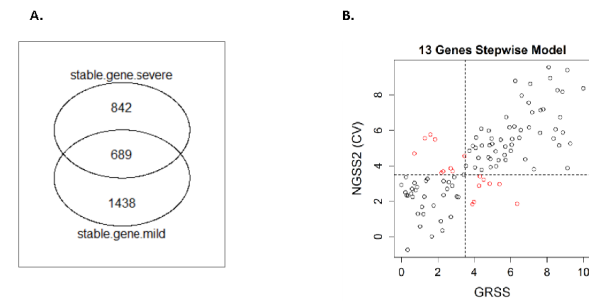 A.
stable.gene.severe
842
689
1438
stable.gene.mild
B.
13 Genes Stepwise Model
NGSS2 (CV)
8
6
4
2
0
0 2 4 6 8 10
GRSS